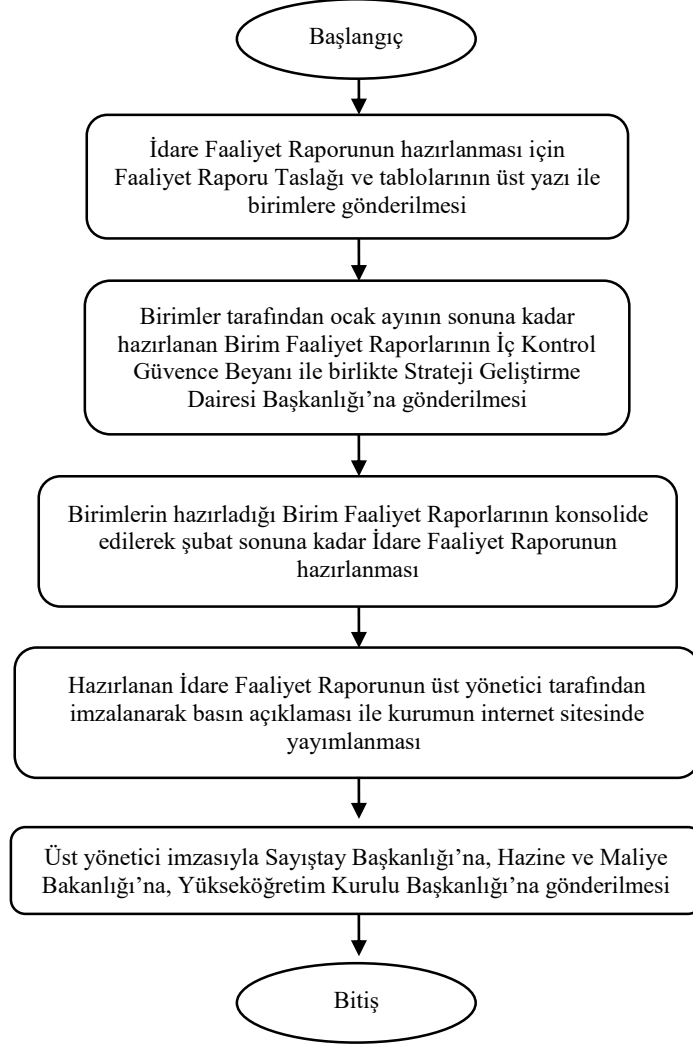 Başlangıç
İdare Faaliyet Raporunun hazırlanması için
Faaliyet Raporu Taslağı ve tablolarının üst yazı ile
birimlere gönderilmesi
Birimler tarafından ocak ayının sonuna kadar
hazırlanan Birim Faaliyet Raporlarının İç Kontrol
Güvence Beyanı ile birlikte Strateji Geliştirme
Dairesi Başkanlığı’na gönderilmesi
Birimlerin hazırladığı Birim Faaliyet Raporlarının konsolide
edilerek şubat sonuna kadar İdare Faaliyet Raporunun
hazırlanması
Hazırlanan İdare Faaliyet Raporunun üst yönetici tarafından
imzalanarak basın açıklaması ile kurumun internet sitesinde
yayımlanması
Üst yönetici imzasıyla Sayıştay Başkanlığı’na, Hazine ve Maliye
Bakanlığı’na, Yükseköğretim Kurulu Başkanlığı’na gönderilmesi
Bitiş